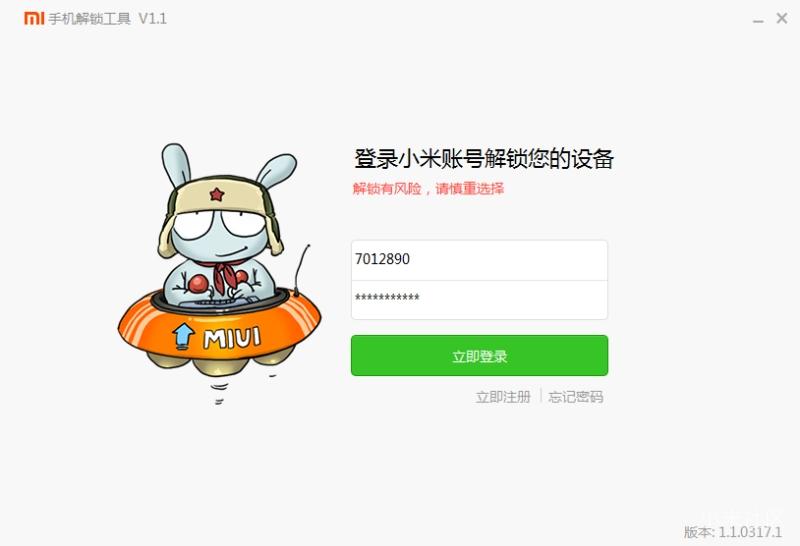 mi 手机解锁工具 V1.1
登录小米账号解锁您的设备
解锁有风险，请慎重选择
7012890
***********
立即登录
立即注册 | 忘记密码
MIUI
版本: 1.1.0317.1